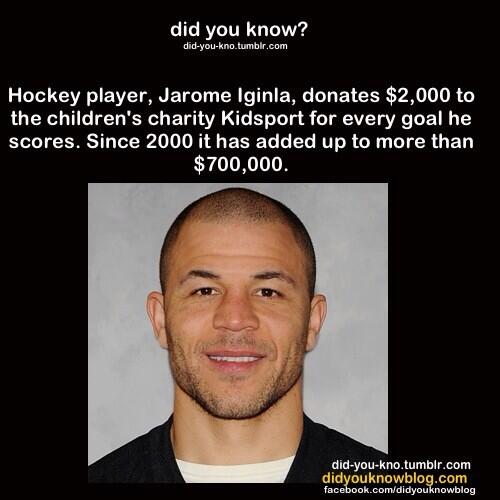 did you know?
did-you-kno.tumblr.com
Hockey player, Jarome Iginla, donates $2,000 to
the children's charity Kidsport for every goal he
scores. Since 2000 it has added up to more than
$700,000.
did-you-kno.tumblr.com
didyouknowblog.com
facebook.com/didyouknowblog